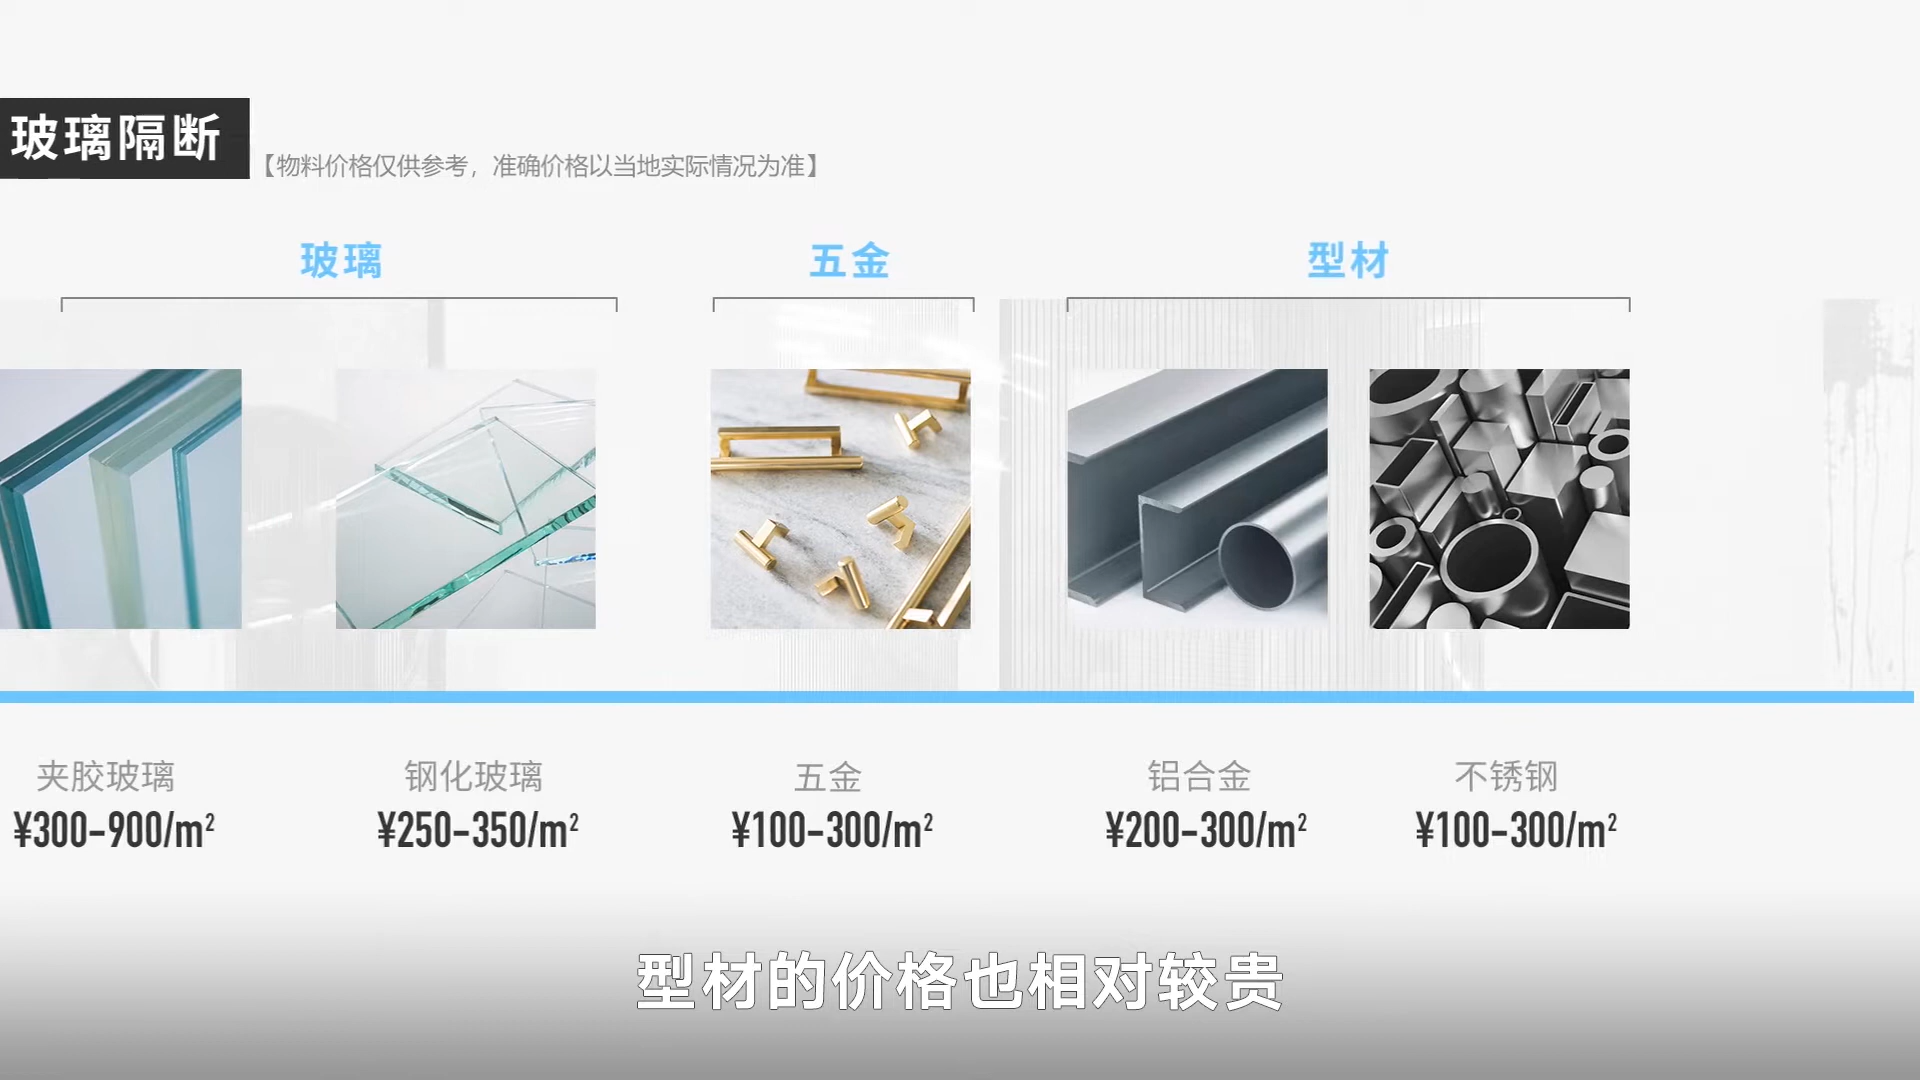 玻璃隔断
【物料价格仅供参考，准确价格以当地实际情况为准】
玻璃
五金
型材
夹胶玻璃
¥300-900/m²
钢化玻璃
¥250-350/m²
五金
¥100-300/m²
铝合金
¥200-300/m²
不锈钢
¥100-300/m²
型材的价格也相对较贵